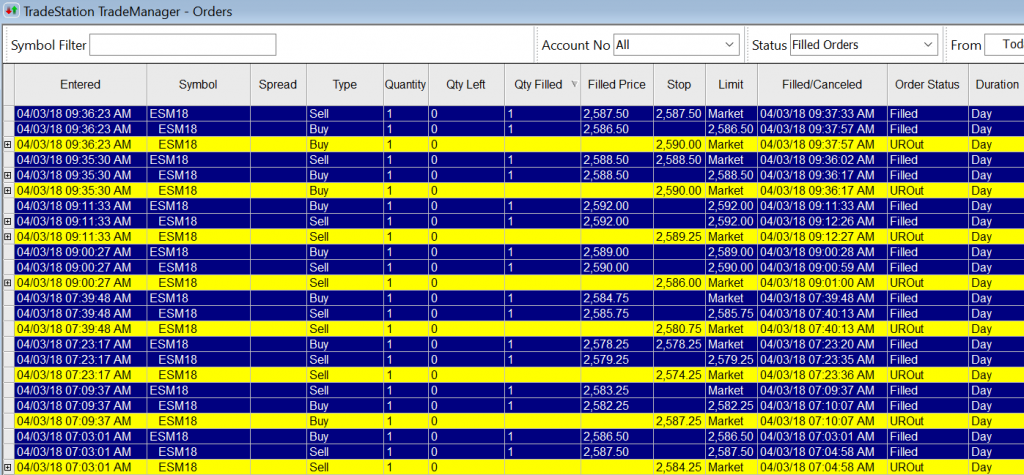 TradeStation TradeManager - Orders
Symbol Filter Account No All Status Filled Orders From Toda
Entered Symbol Spread Type Quantity Qty Left Qty Filled Filled Price Stop Limit Filled/Canceled Order Status Duration
04/03/18 09:36:23 AM ESM18 Sell 1 0 1 2,587.50 2,587.50 Market 04/03/18 09:37:33 AM Filled Day
04/03/18 09:36:23 AM ESM18 Buy 1 0 1 2,586.50 2,586.50 04/03/18 09:37:57 AM Filled Day
04/03/18 09:36:23 AM ESM18 Buy 1 0 2,590.00 Market 04/03/18 09:37:57 AM UROut Day
04/03/18 09:35:30 AM ESM18 Sell 1 0 1 2,588.50 2,588.50 Market 04/03/18 09:36:02 AM Filled Day
04/03/18 09:35:30 AM ESM18 Buy 1 0 1 2,588.50 2,588.50 04/03/18 09:36:17 AM Filled Day
04/03/18 09:35:30 AM ESM18 Buy 1 0 2,590.00 Market 04/03/18 09:36:17 AM UROut Day
04/03/18 09:11:33 AM ESM18 Buy 1 0 1 2,592.00 2,592.00 04/03/18 09:11:33 AM Filled Day
04/03/18 09:11:33 AM ESM18 Sell 1 0 1 2,592.00 2,592.00 04/03/18 09:12:26 AM Filled Day
04/03/18 09:11:33 AM ESM18 Sell 1 0 2,589.25 Market 04/03/18 09:12:27 AM UROut Day
04/03/18 09:00:27 AM ESM18 Buy 1 0 1 2,589.00 2,589.00 04/03/18 09:00:28 AM Filled Day
04/03/18 09:00:27 AM ESM18 Sell 1 0 1 2,590.00 2,590.00 04/03/18 09:00:59 AM Filled Day
04/03/18 09:00:27 AM ESM18 Sell 1 0 2,586.00 Market 04/03/18 09:01:00 AM UROut Day
04/03/18 07:39:48 AM ESM18 Buy 1 0 1 2,584.75 Market 04/03/18 07:39:48 AM Filled Day
04/03/18 07:39:48 AM ESM18 Sell 1 0 1 2,585.75 2,585.75 04/03/18 07:40:13 AM Filled Day
04/03/18 07:39:48 AM ESM18 Sell 1 0 2,580.75 Market 04/03/18 07:40:13 AM UROut Day
04/03/18 07:23:17 AM ESM18 Buy 1 0 1 2,578.25 2,578.25 Market 04/03/18 07:23:20 AM Filled Day
04/03/18 07:23:17 AM ESM18 Sell 1 0 1 2,579.25 2,579.25 04/03/18 07:23:35 AM Filled Day
04/03/18 07:23:17 AM ESM18 Sell 1 0 2,574.25 Market 04/03/18 07:23:36 AM UROut Day
04/03/18 07:09:37 AM ESM18 Sell 1 0 1 2,583.25 Market 04/03/18 07:09:37 AM Filled Day
04/03/18 07:09:37 AM ESM18 Buy 1 0 1 2,582.25 2,582.25 04/03/18 07:10:07 AM Filled Day
04/03/18 07:09:37 AM ESM18 Buy 1 0 2,587.25 Market 04/03/18 07:10:07 AM UROut Day
04/03/18 07:03:01 AM ESM18 Buy 1 0 1 2,586.50 2,586.50 04/03/18 07:03:01 AM Filled Day
04/03/18 07:03:01 AM ESM18 Sell 1 0 1 2,587.50 2,587.50 04/03/18 07:04:58 AM Filled Day
04/03/18 07:03:01 AM ESM18 Sell 1 0 2,584.25 Market 04/03/18 07:04:58 AM UROut Day